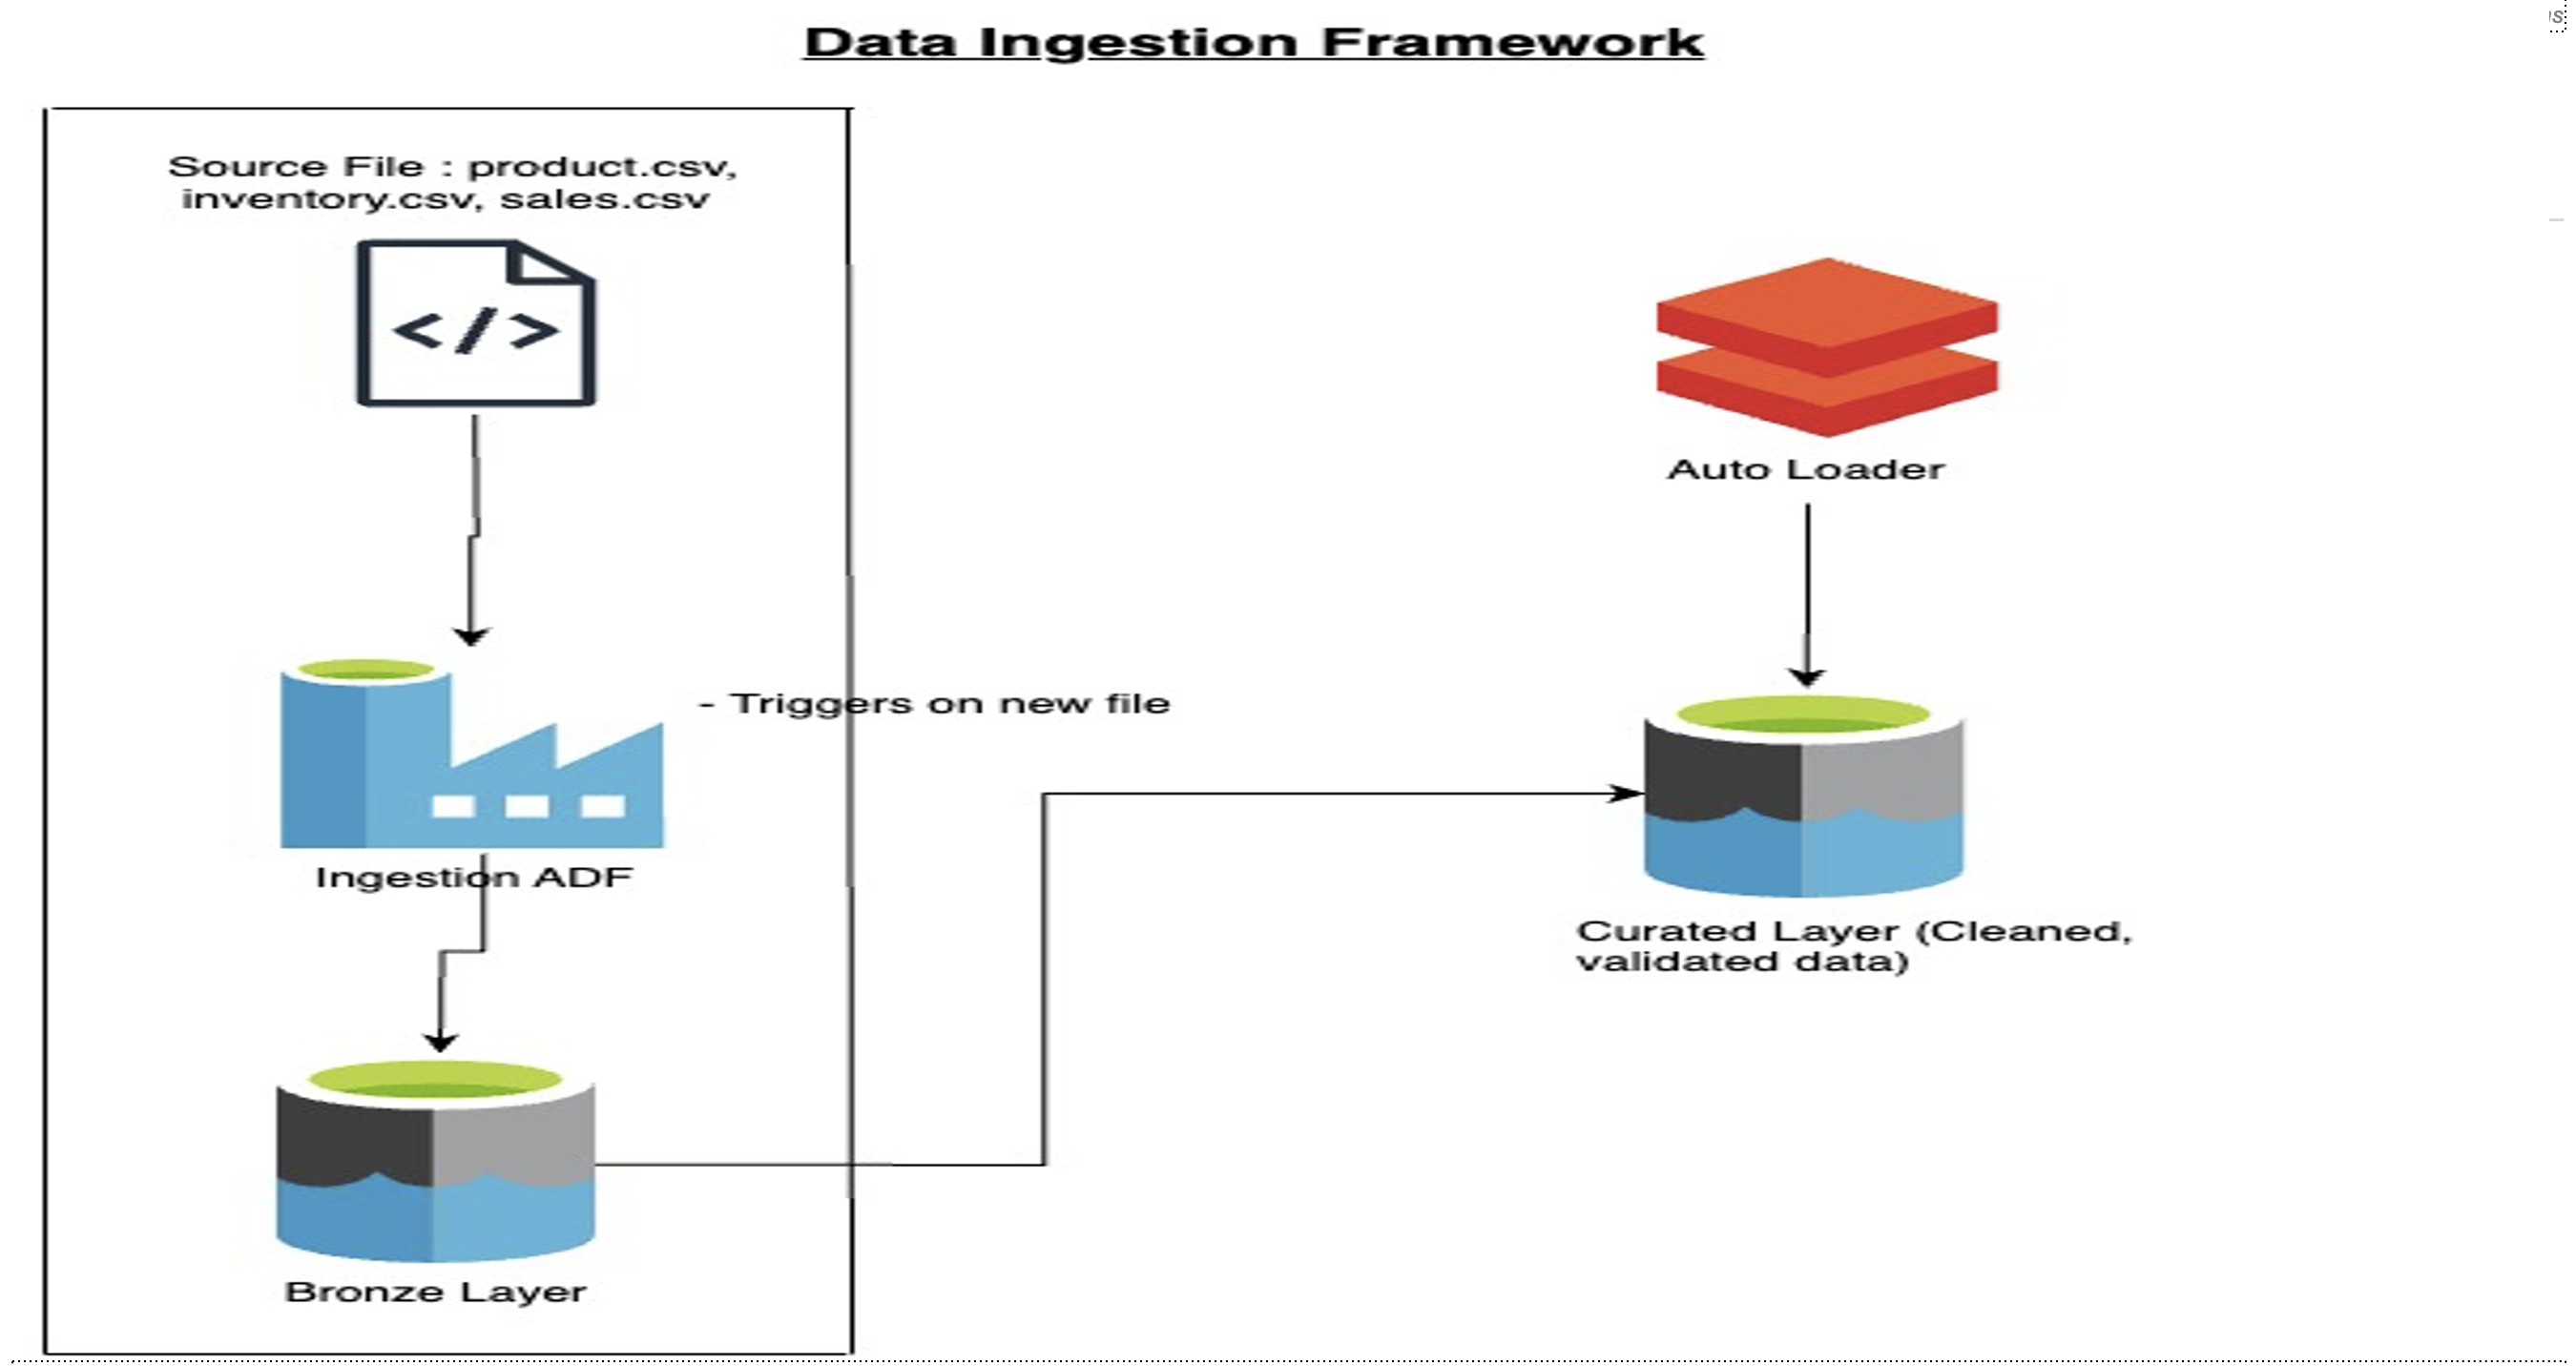 Data Ingestion Framework
Source File : product.csv,
inventory.csv, sales.csv
</>
Auto Loader
- Triggers on new file
Ingestion ADF
Curated Layer (Cleaned,
validated data)
Bronze Layer